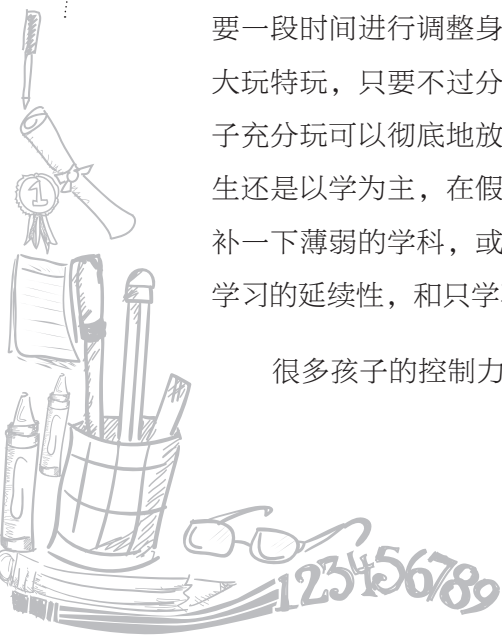 要一段时间进行调整身
大玩特玩，只要不过分
子充分玩可以彻底地放
生还是以学为主，在假
补一下薄弱的学科，或
学习的延续性，和只学
很多孩子的控制力
1
123456789